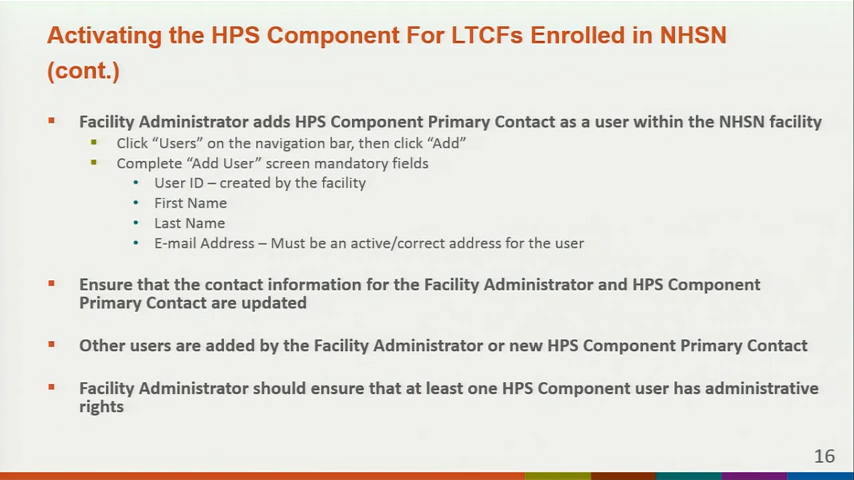 Activating the HPS Component For LTCFs Enrolled in NHSN
(cont.)
Facility Administrator adds HPS Component Primary Contact as a user within the NHSN facility
Click “Users” on the navigation bar, then click “Add”
Complete “Add User” screen mandatory fields
User ID – created by the facility
First Name
Last Name
E-mail Address – Must be an active/correct address for the user
Ensure that the contact information for the Facility Administrator and HPS Component
Primary Contact are updated
Other users are added by the Facility Administrator or new HPS Component Primary Contact
Facility Administrator should ensure that at least one HPS Component user has administrative
rights
16